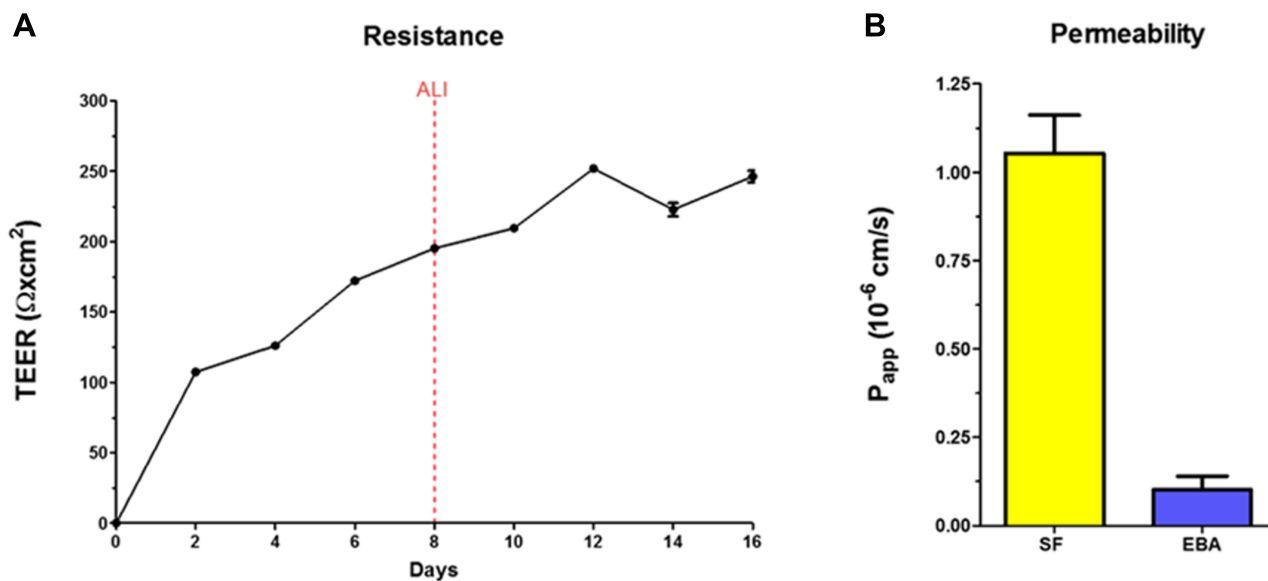 A
Resistance
ALI
TEER (Ωxcm²)
300
250
200
150
100
50
0
0 2 4 6 8 10 12 14 16
Days
B
Permeability
P_app (10⁻⁶ cm/s)
1.25
1.00
0.75
0.50
0.25
0.00
SF EBA